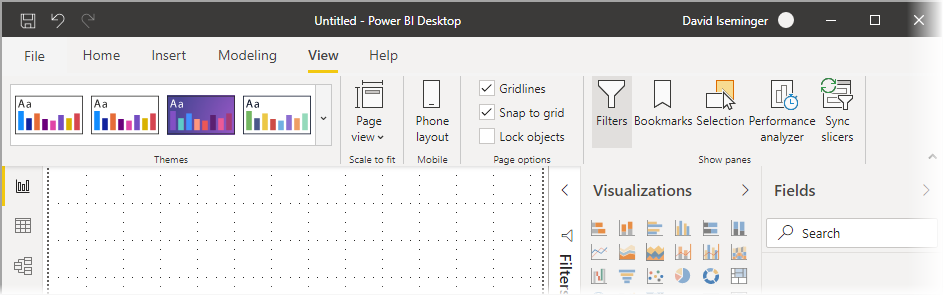 Untitled - Power BI Desktop
David Iseminger
File Home Insert Modeling View Help
Aa Aa Aa Aa
Page view
Phone layout
Gridlines
Snap to grid
Lock objects
Filters
Bookmarks
Selection
Performance analyzer
Sync slicers
Themes
Scale to fit
Mobile
Page options
Show panes
Filters
Visualizations
Fields
Search